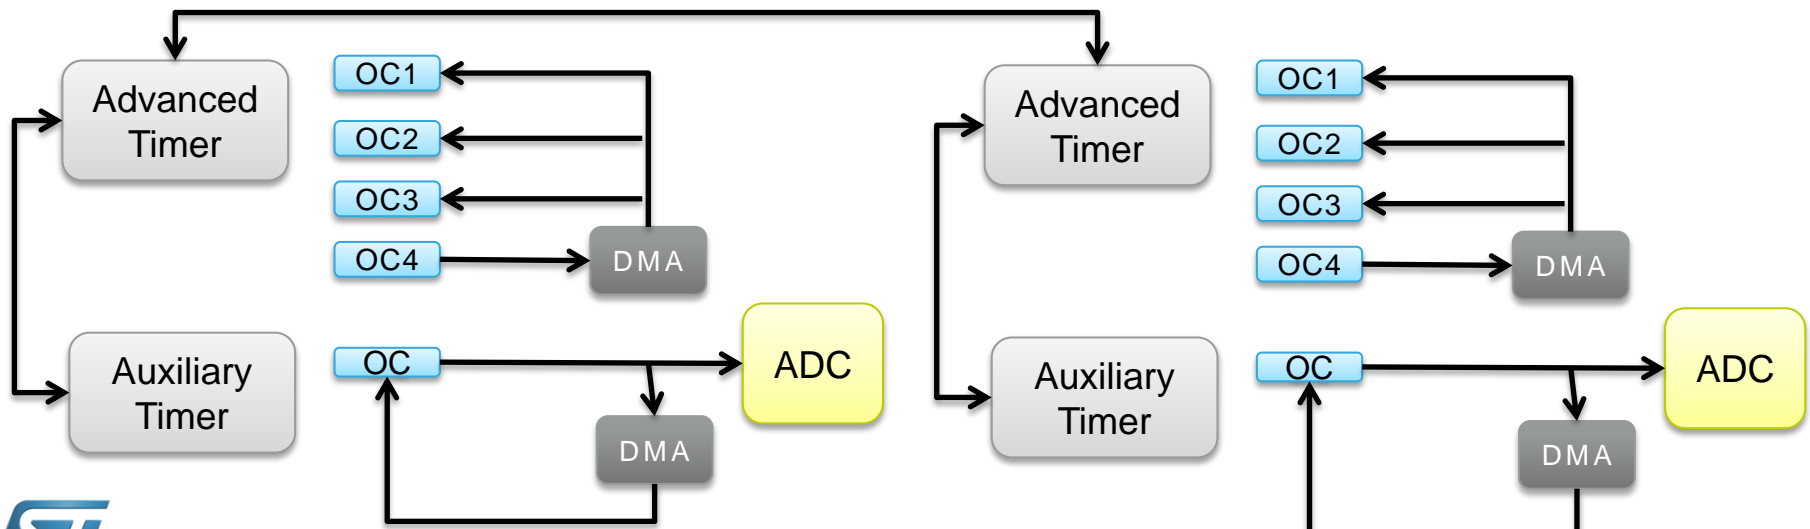 Advanced
Timer
OC1
OC2
OC3
OC4
DMA
Auxiliary
Timer
OC
ADC
DMA
Advanced
Timer
OC1
OC2
OC3
OC4
DMA
Auxiliary
Timer
OC
ADC
DMA